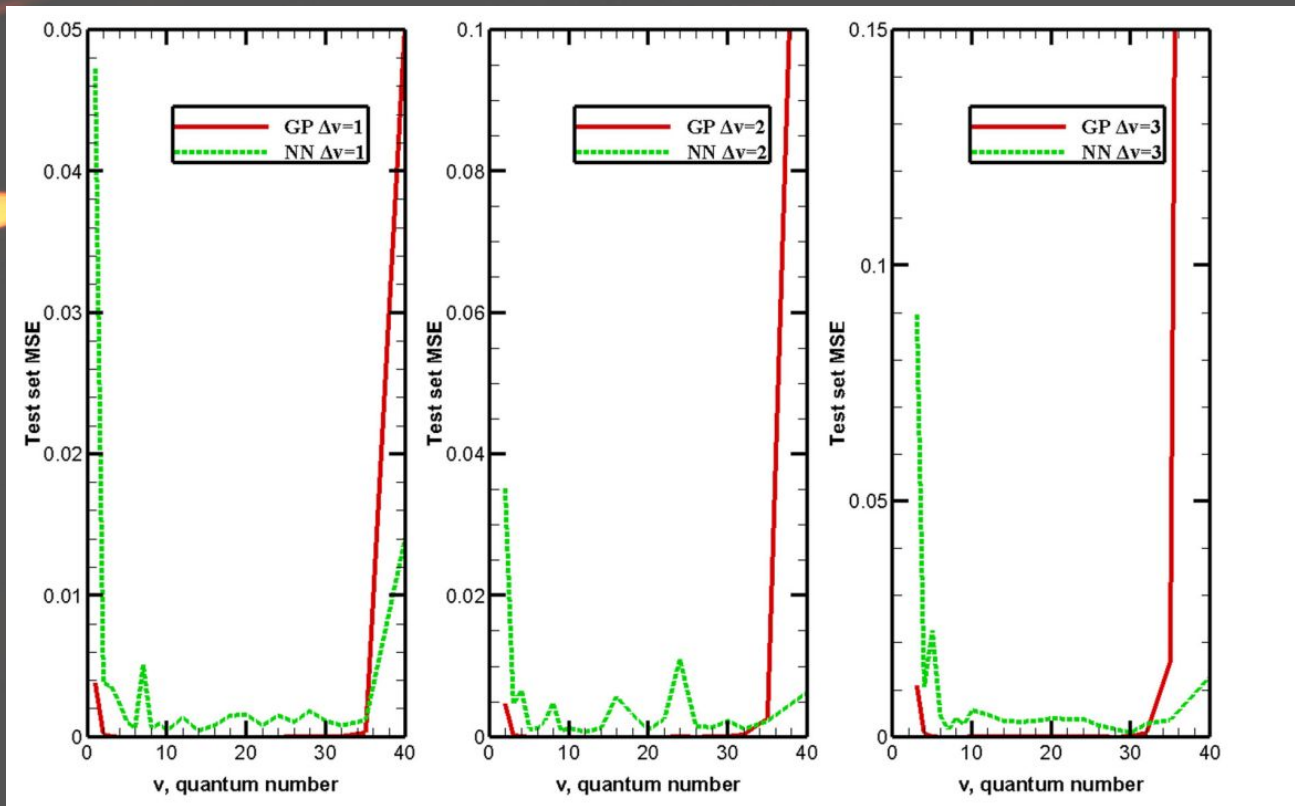 0.05
0.04
0.03
0.02
0.01
0
Test set MSE
GP Δv=1
NN Δv=1
0 10 20 30 40
v, quantum number
0.1
0.08
0.06
0.04
0.02
0
Test set MSE
GP Δv=2
NN Δv=2
0 10 20 30 40
v, quantum number
0.15
0.1
0.05
0
Test set MSE
GP Δv=3
NN Δv=3
0 10 20 30 40
v, quantum number